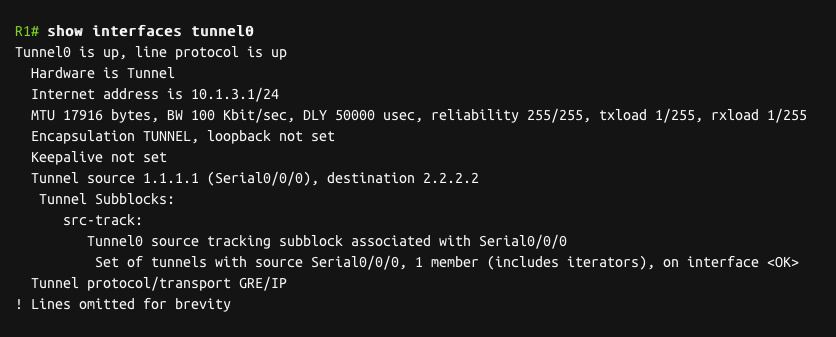 R1# show interfaces tunnel0
Tunnel0 is up, line protocol is up
Hardware is Tunnel
Internet address is 10.1.3.1/24
MTU 17916 bytes, BW 100 Kbit/sec, DLY 50000 usec, reliability 255/255, txload 1/255, rxload 1/255
Encapsulation TUNNEL, loopback not set
Keepalive not set
Tunnel source 1.1.1.1 (Serial0/0/0), destination 2.2.2.2
Tunnel Subblocks:
src-track:
Tunnel0 source tracking subblock associated with Serial0/0/0
Set of tunnels with source Serial0/0/0, 1 member (includes iterators), on interface <OK>
Tunnel protocol/transport GRE/IP
! Lines omitted for brevity